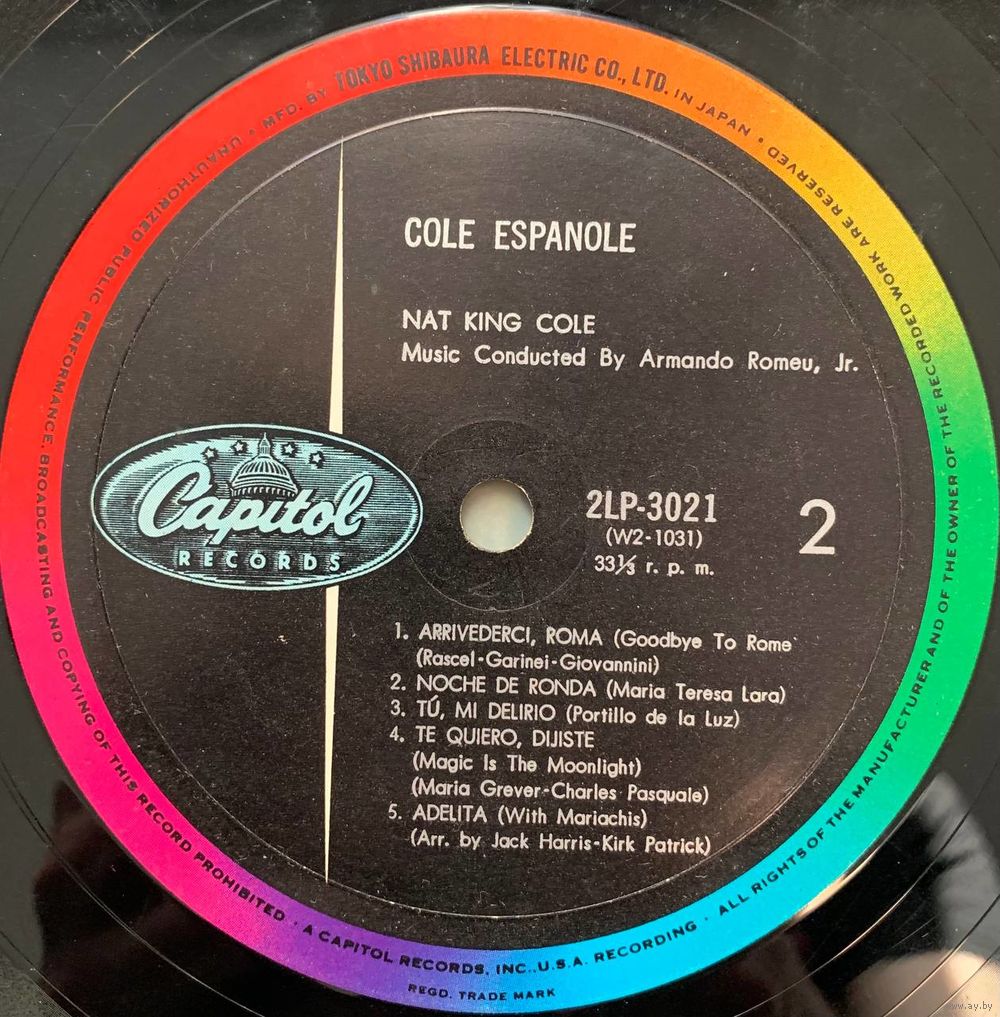 MFD. BY TOKYO SHIBAURA ELECTRIC CO., LTD. IN JAPAN • 
COLE ESPANOLE
NAT KING COLE
Music Conducted By Armando Romeu, Jr.
Capitol
RECORDS
2LP-3021
(W2-1031)
33⅓ r. p. m.
2
1. ARRIVEDERCI, ROMA (Goodbye To Rome
(Rascel-Garinei-Giovannini)
2. NOCHE DE RONDA (Maria Teresa Lara)
3. TÚ, MI DELIRIO (Portillo de la Luz)
4. TE QUIERO, DIJISTE
(Magic Is The Moonlight)
(Maria Grever-Charles Pasquale)
5. ADELITA (With Mariachis)
(Arr. by Jack Harris-Kirk Patrick)
UNAUTHORIZED PUBLIC PERFORMANCE, BROADCASTING AND COPYING OF THIS RECORD PROHIBITED • A CAPITOL RECORDS, INC., U.S.A. RECORDING • ALL RIGHTS OF THE MANUFACTURER AND OF THE OWNER OF THE RECORDED WORK ARE RESERVED •
REGD. TRADE MARK
www.ay.by